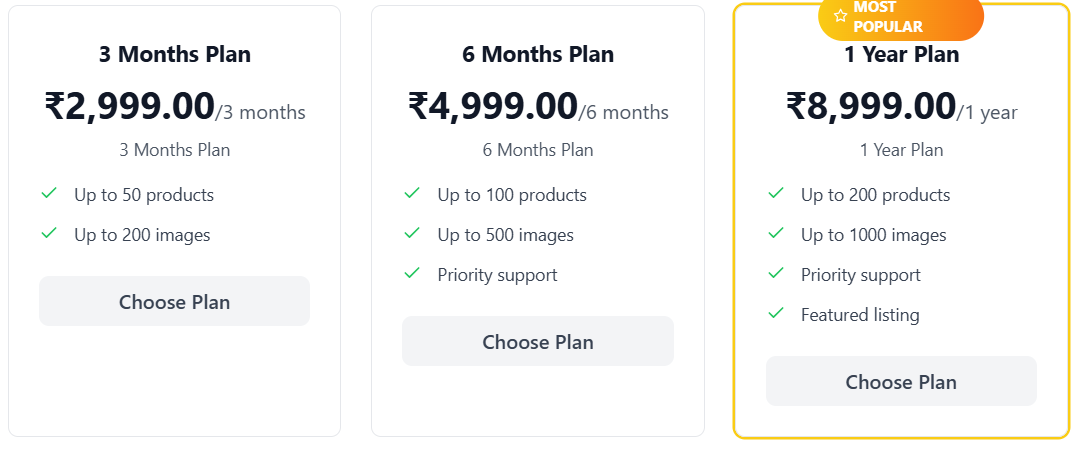 3 Months Plan
₹2,999.00/3 months
3 Months Plan
Up to 50 products
Up to 200 images
Choose Plan
6 Months Plan
₹4,999.00/6 months
6 Months Plan
Up to 100 products
Up to 500 images
Priority support
Choose Plan
MOST
POPULAR
1 Year Plan
₹8,999.00/1 year
1 Year Plan
Up to 200 products
Up to 1000 images
Priority support
Featured listing
Choose Plan